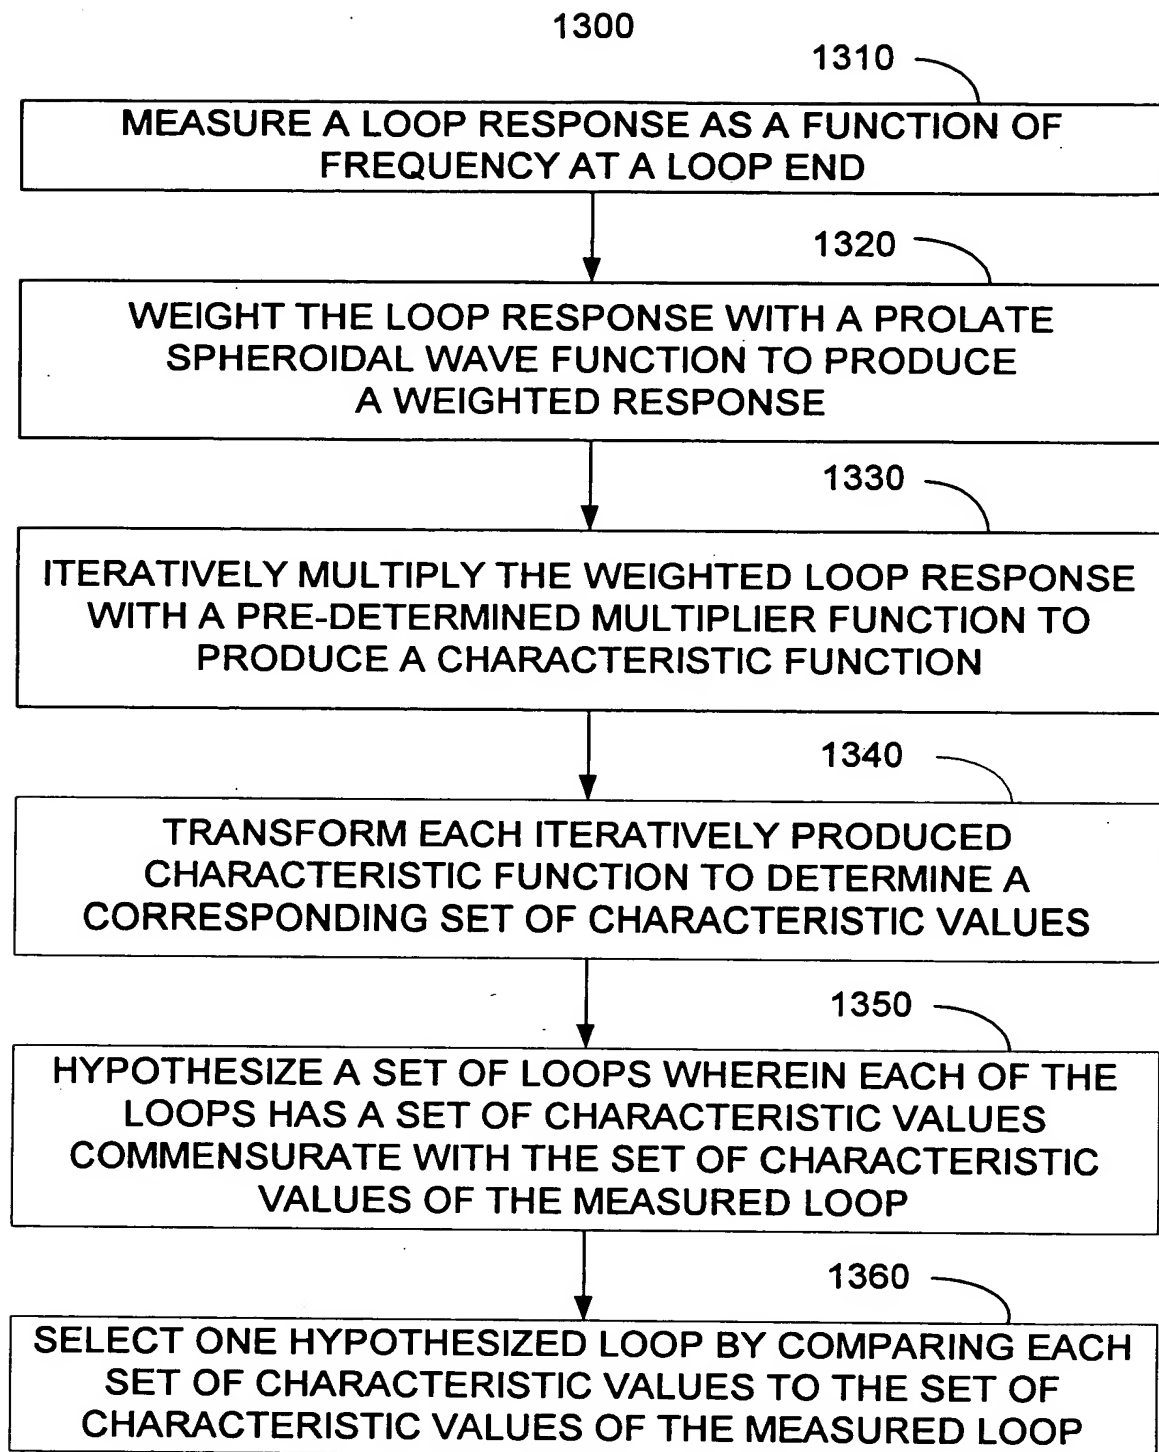 1300
1310
MEASURE A LOOP RESPONSE AS A FUNCTION OF
FREQUENCY AT A LOOP END
1320
WEIGHT THE LOOP RESPONSE WITH A PROLATE
SPHEROIDAL WAVE FUNCTION TO PRODUCE
A WEIGHTED RESPONSE
1330
ITERATIVELY MULTIPLY THE WEIGHTED LOOP RESPONSE
WITH A PRE-DETERMINED MULTIPLIER FUNCTION TO
PRODUCE A CHARACTERISTIC FUNCTION
1340
TRANSFORM EACH ITERATIVELY PRODUCED
CHARACTERISTIC FUNCTION TO DETERMINE A
CORRESPONDING SET OF CHARACTERISTIC VALUES
1350
HYPOTHESIZE A SET OF LOOPS WHEREIN EACH OF THE
LOOPS HAS A SET OF CHARACTERISTIC VALUES
COMMENSURATE WITH THE SET OF CHARACTERISTIC
VALUES OF THE MEASURED LOOP
1360
SELECT ONE HYPOTHESIZED LOOP BY COMPARING EACH
SET OF CHARACTERISTIC VALUES TO THE SET OF
CHARACTERISTIC VALUES OF THE MEASURED LOOP